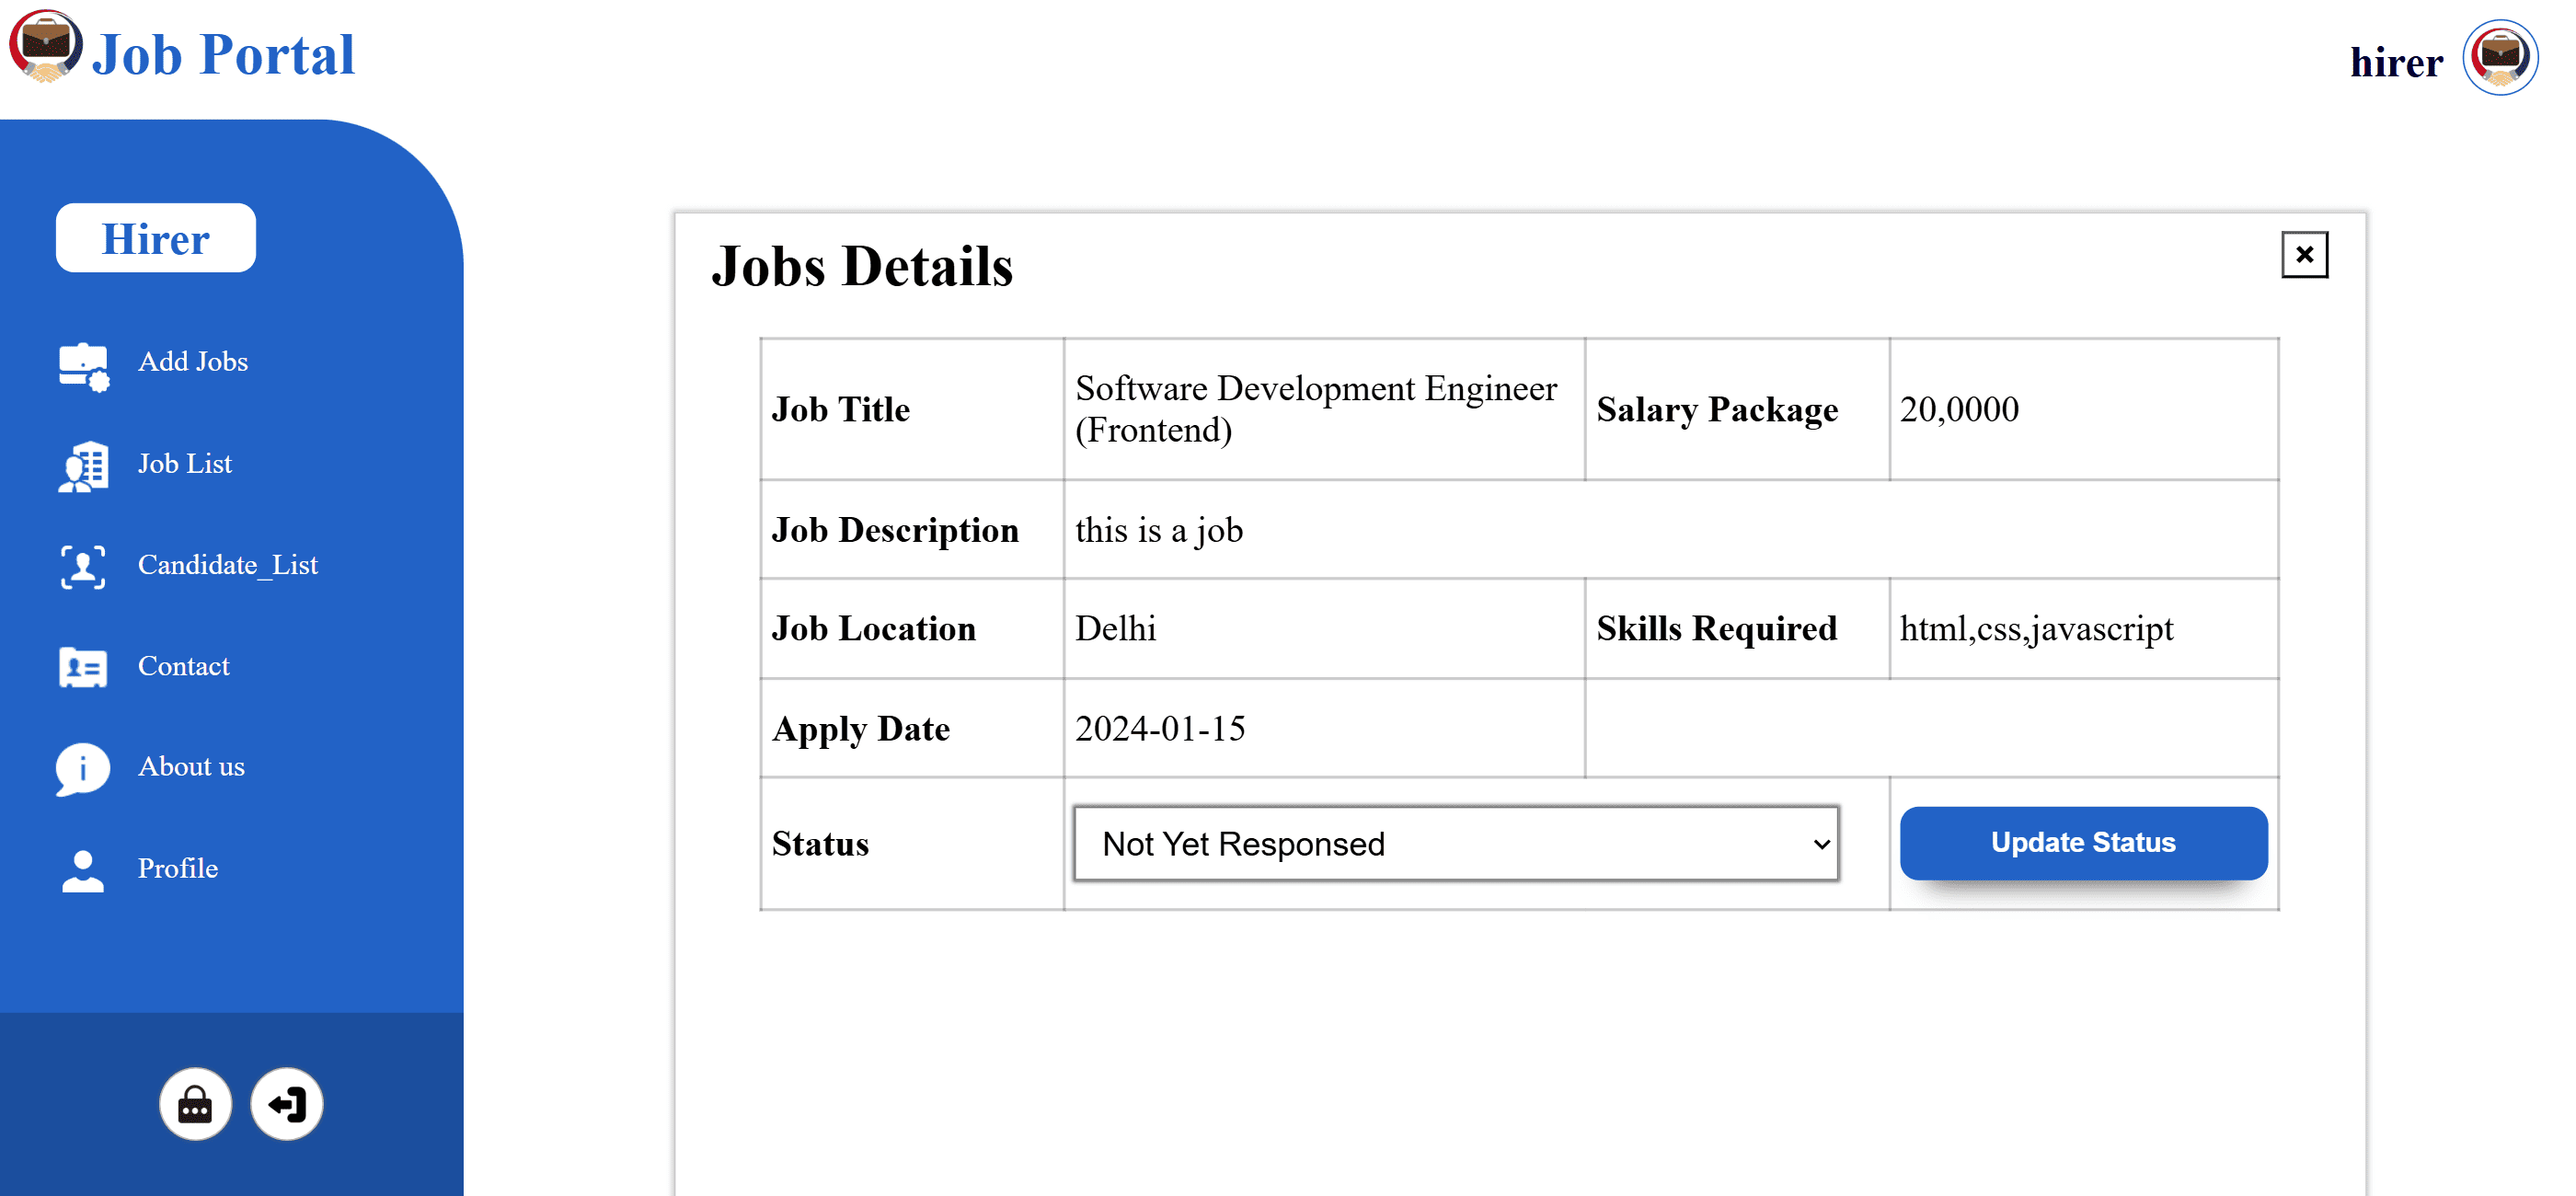 Job Portal
hirer
Hirer
Add Jobs
Job List
Candidate_List
Contact
About us
Profile
Jobs Details
Job Title
Software Development Engineer
(Frontend)
Salary Package
20,0000
Job Description
this is a job
Job Location
Delhi
Skills Required
html,css,javascript
Apply Date
2024-01-15
Status
Not Yet Responsed
Update Status